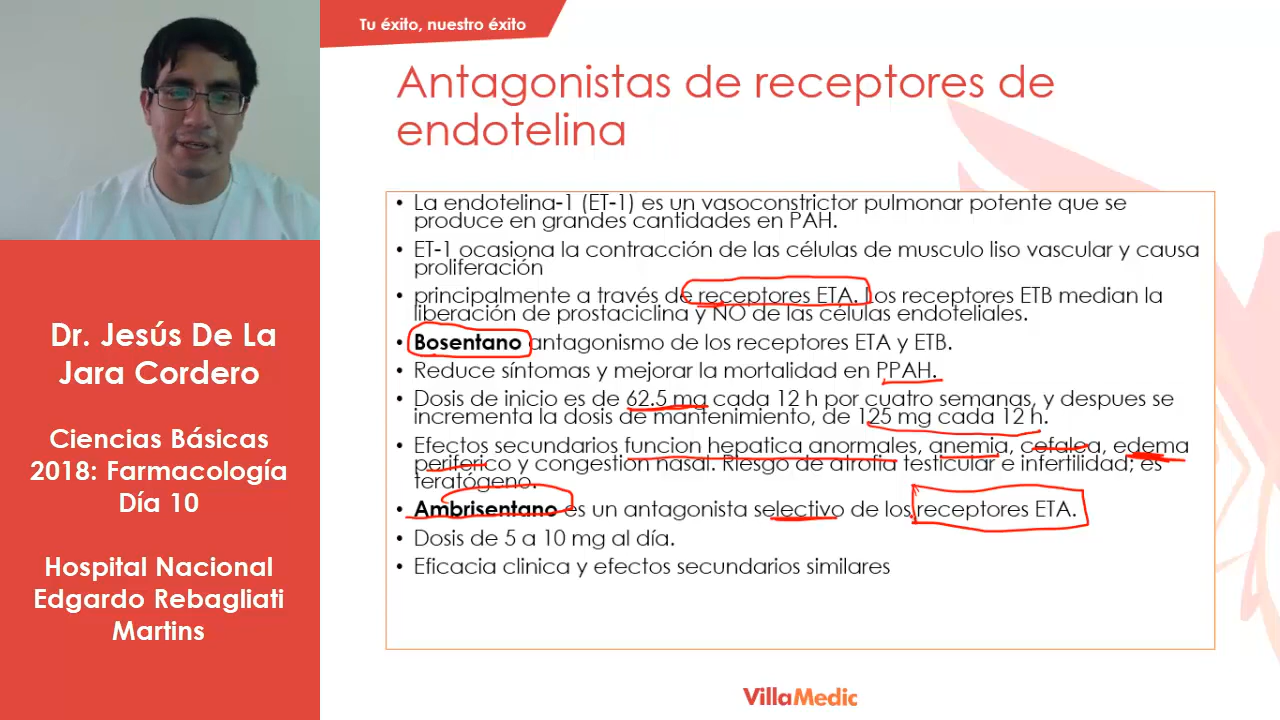 Tu éxito, nuestro éxito
Antagonistas de receptores de
endotelina
• La endotelina-1 (ET-1) es un vasoconstrictor pulmonar potente que se
produce en grandes cantidades en PAH.
• ET-1 ocasiona la contracción de las células de musculo liso vascular y causa
proliferación
• principalmente a través de receptores ETA. Los receptores ETB median la
liberación de prostaciclina y NO de las células endoteliales.
• Bosentano antagonismo de los receptores ETA y ETB.
• Reduce síntomas y mejorar la mortalidad en PPAH.
• Dosis de inicio es de 62.5 mg cada 12 h por cuatro semanas, y despues se
incrementa la dosis de mantenimiento, de 125 mg cada 12 h.
• Efectos secundarios funcion hepatica anormales, anemia, cefalea, edema
periferico y congestion nasal. Riesgo de atrofia testicular e infertilidad; es
teratógeno.
• Ambrisentano es un antagonista selectivo de los receptores ETA.
• Dosis de 5 a 10 mg al día.
• Eficacia clinica y efectos secundarios similares
Dr. Jesús De La
Jara Cordero
Ciencias Básicas
2018: Farmacología
Día 10
Hospital Nacional
Edgardo Rebagliati
Martins
VillaMedic